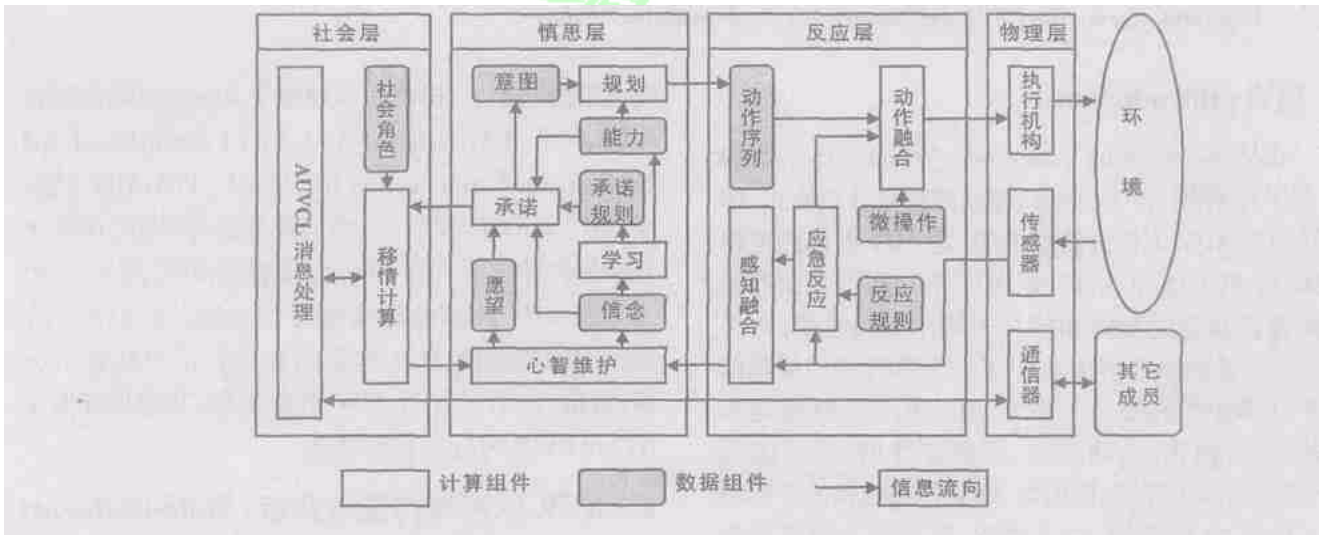 社会层
慎思层
反应层
物理层
AUVCL 消息处理
社会角色
移情计算
意图
规划
能力
承诺
承诺
规则
学习
愿望
信念
心智维护
动作序列
动作融合
微操作
感知融合
应急反应
反应
规则
执行机构
传感器
通信器
环境
其它
成员
计算组件
数据组件
信息流向